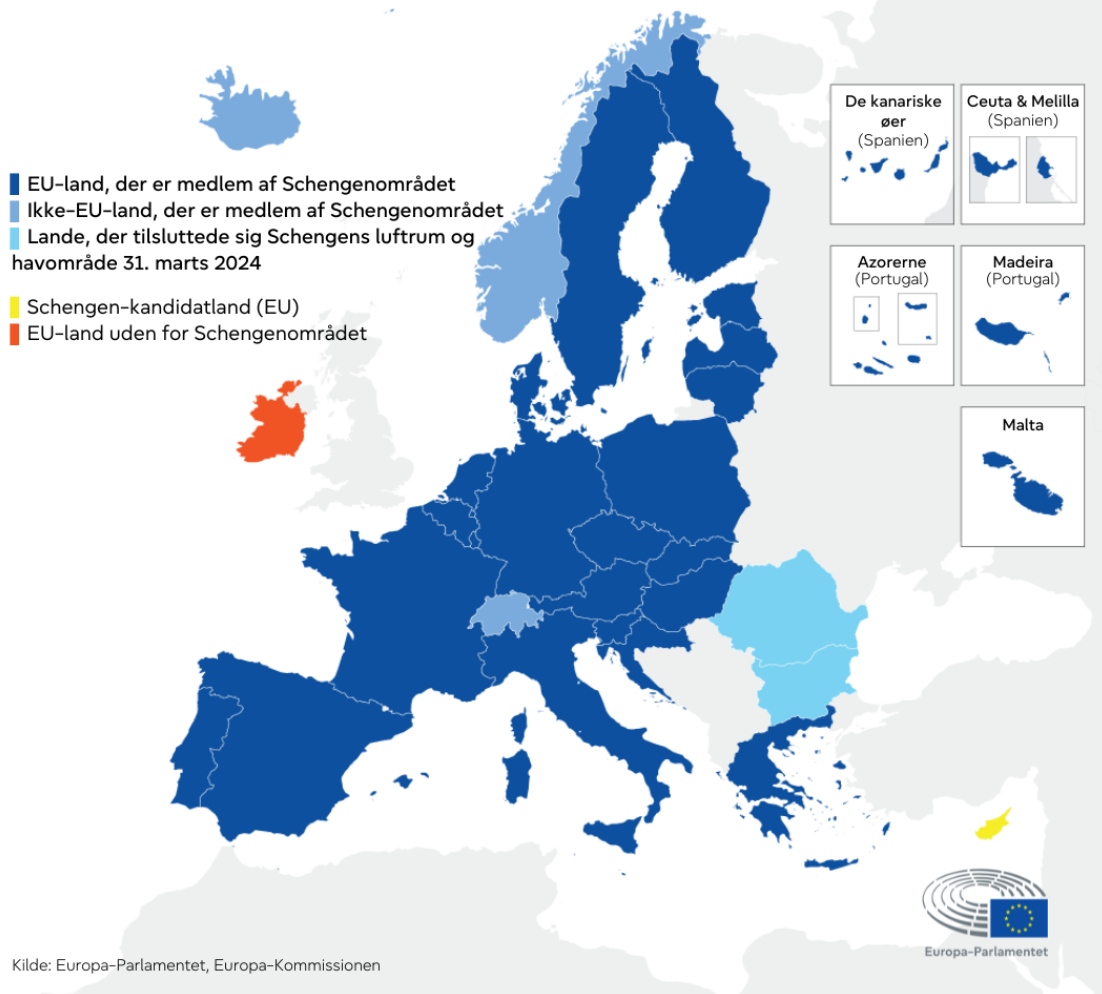 EU-land, der er medlem af Schengenområdet
Ikke-EU-land, der er medlem af Schengenområdet
Lande, der tilsluttede sig Schengens luftrum og
havområde 31. marts 2024
Schengen-kandidatland (EU)
EU-land uden for Schengenområdet
De kanariske
øer
(Spanien)
Ceuta & Melilla
(Spanien)
Azorerne
(Portugal)
Madeira
(Portugal)
Malta
Europa-Parlamentet
Kilde: Europa-Parlamentet, Europa-Kommissionen